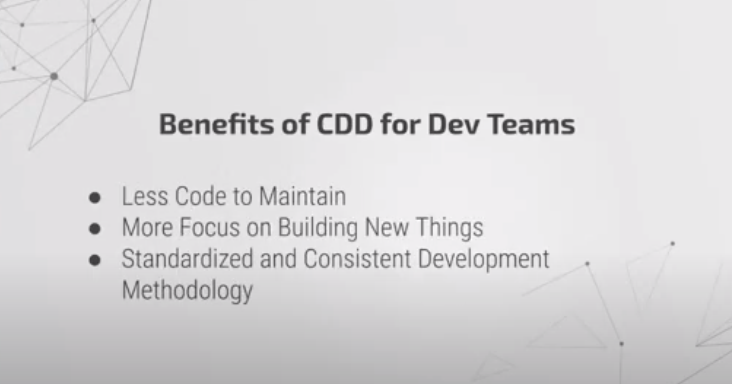 Benefits of CDD for Dev Teams
● Less Code to Maintain
● More Focus on Building New Things
● Standardized and Consistent Development
Methodology